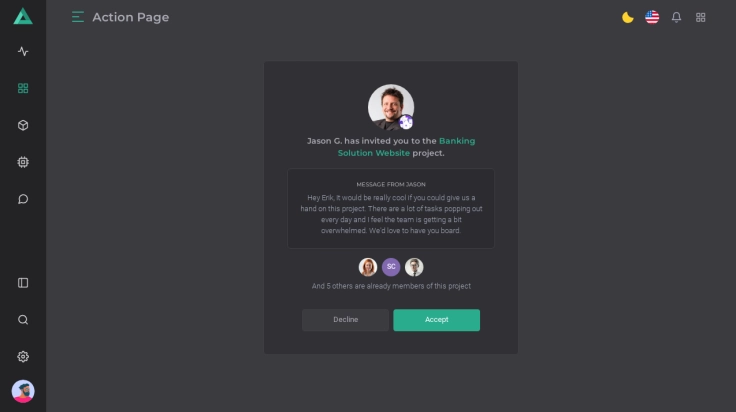 Action Page
Jason G. has invited you to the Banking
Solution Website project.
MESSAGE FROM JASON
Hey Erik, it would be really cool if you could give us a
hand on this project. There are a lot of tasks popping out
every day and I feel the team is getting a bit
overwhelmed. We'd love to have you board.
SC
And 5 others are already members of this project
Decline
Accept